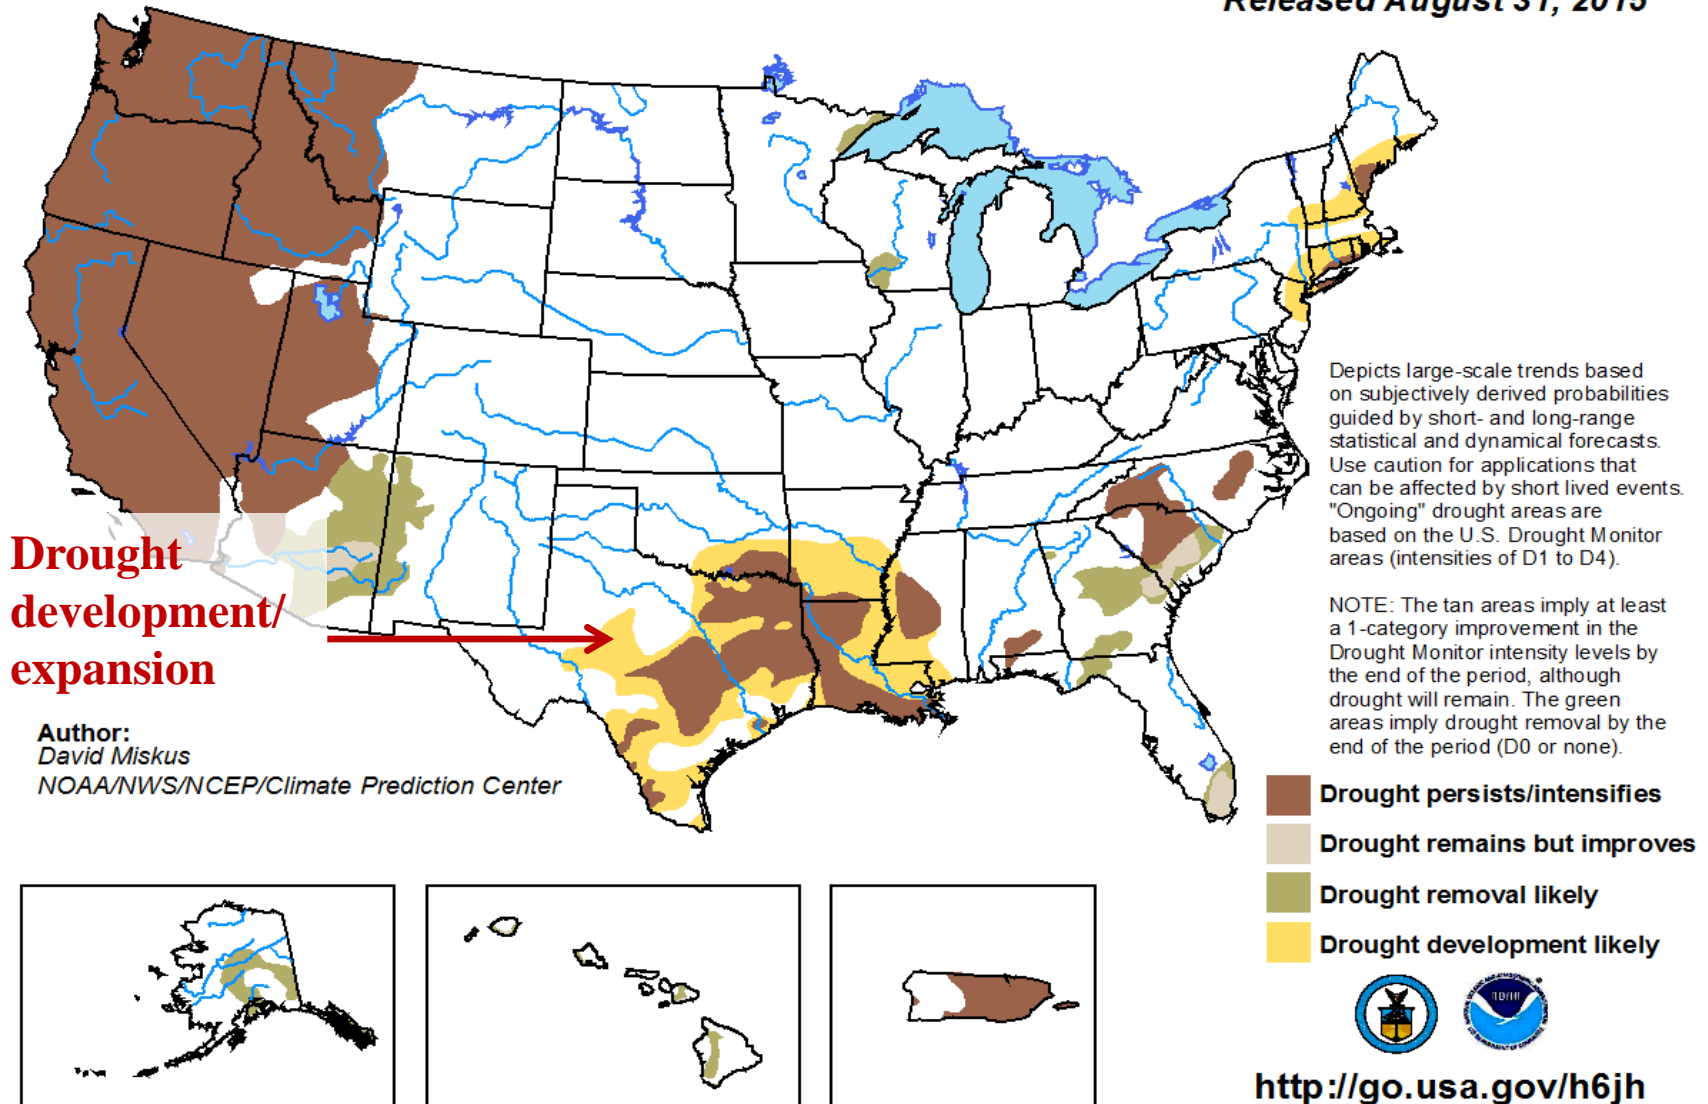 Released August 31, 2015
Depicts large-scale trends based
on subjectively derived probabilities
guided by short- and long-range
statistical and dynamical forecasts.
Use caution for applications that
can be affected by short lived events.
"Ongoing" drought areas are
based on the U.S. Drought Monitor
areas (intensities of D1 to D4).
NOTE: The tan areas imply at least
a 1-category improvement in the
Drought Monitor intensity levels by
the end of the period, although
drought will remain. The green
areas imply drought removal by the
end of the period (D0 or none).
Drought
development/
expansion
Author:
David Miskus
NOAA/NWS/NCEP/Climate Prediction Center
Drought persists/intensifies
Drought remains but improves
Drought removal likely
Drought development likely
http://go.usa.gov/h6jh